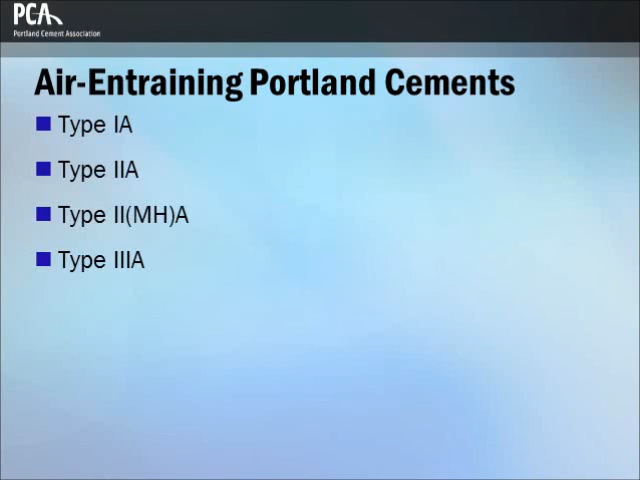 PCA
Portland Cement Association
Air-Entraining Portland Cements
Type IA
Type IIA
Type II(MH)A
Type IIIA